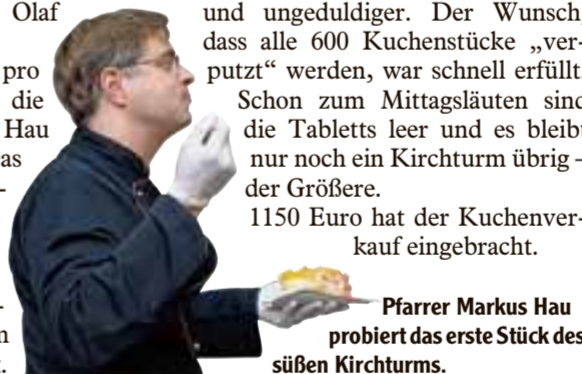 Olaf
pro
die
Hau
as
-
-
n
t.
und ungeduldiger. Der Wunsch,
dass alle 600 Kuchenstücke „ver-
putzt“ werden, war schnell erfüllt.
Schon zum Mittagsläuten sind
die Tabletts leer und es bleibt
nur noch ein Kirchturm übrig –
der Größere.
1150 Euro hat der Kuchenver-
kauf eingebracht.
Pfarrer Markus Hau
probiert das erste Stück des
süßen Kirchturms.